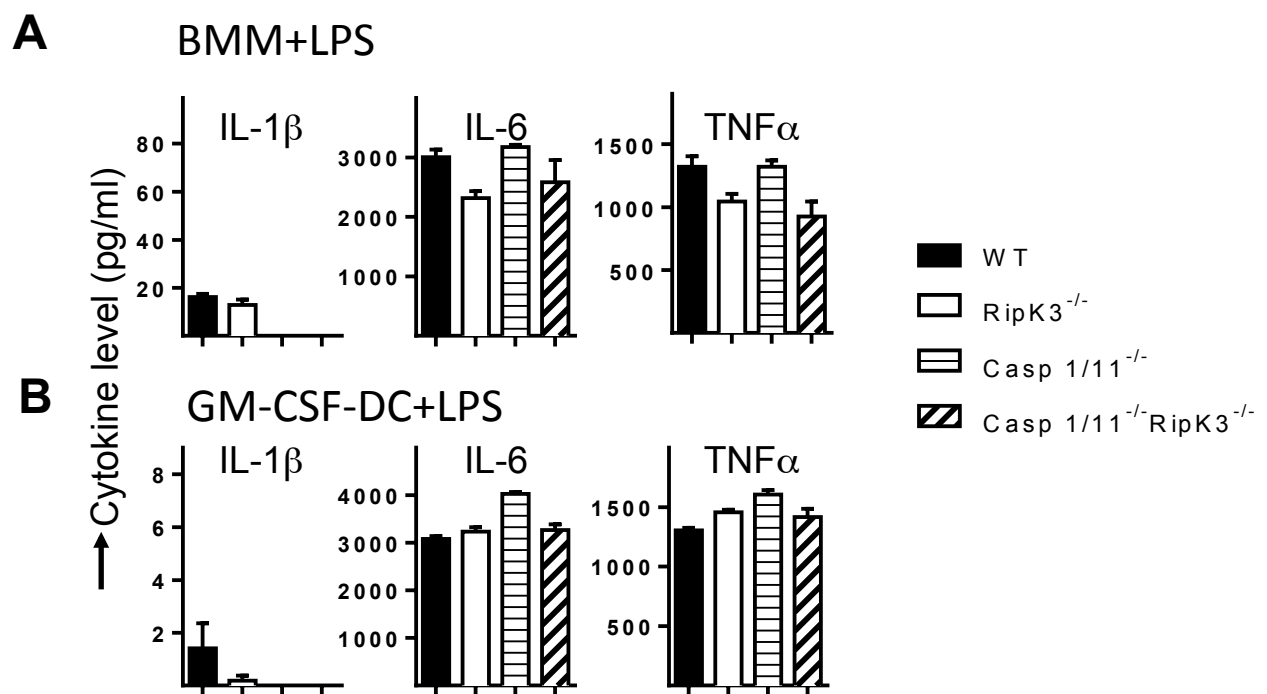 A
BMM+LPS
IL-1β
IL-6
TNFα
80
60
40
20
3000
2000
1000
1500
1000
500
→Cytokine level (pg/ml)
WT
RipK3-/-
Casp 1/11-/-
Casp 1/11-/-RipK3-/-
B
GM-CSF-DC+LPS
IL-1β
IL-6
TNFα
8
6
4
2
4000
3000
2000
1000
1500
1000
500